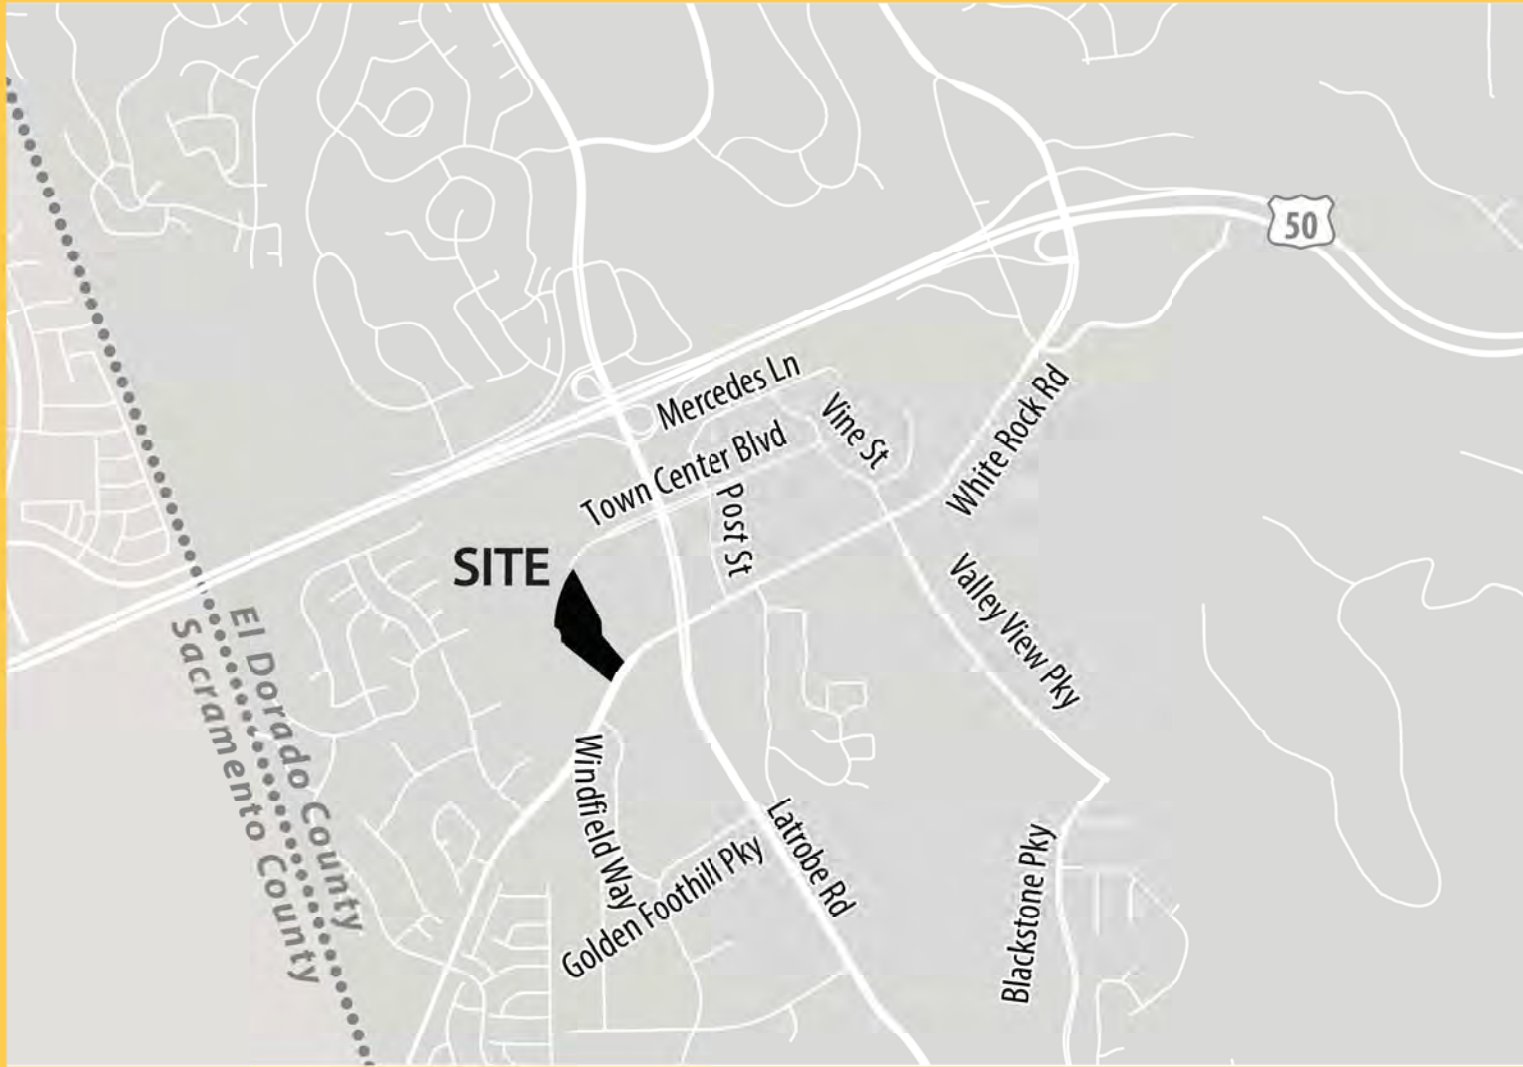 50
Mercedes Ln
Vine St
White Rock Rd
Town Center Blvd
Post St
SITE
Valley View Pky
El Dorado County
Sacramento County
Windfield Way
Latrobe Rd
Golden Foothill Pky
Blackstone Pky